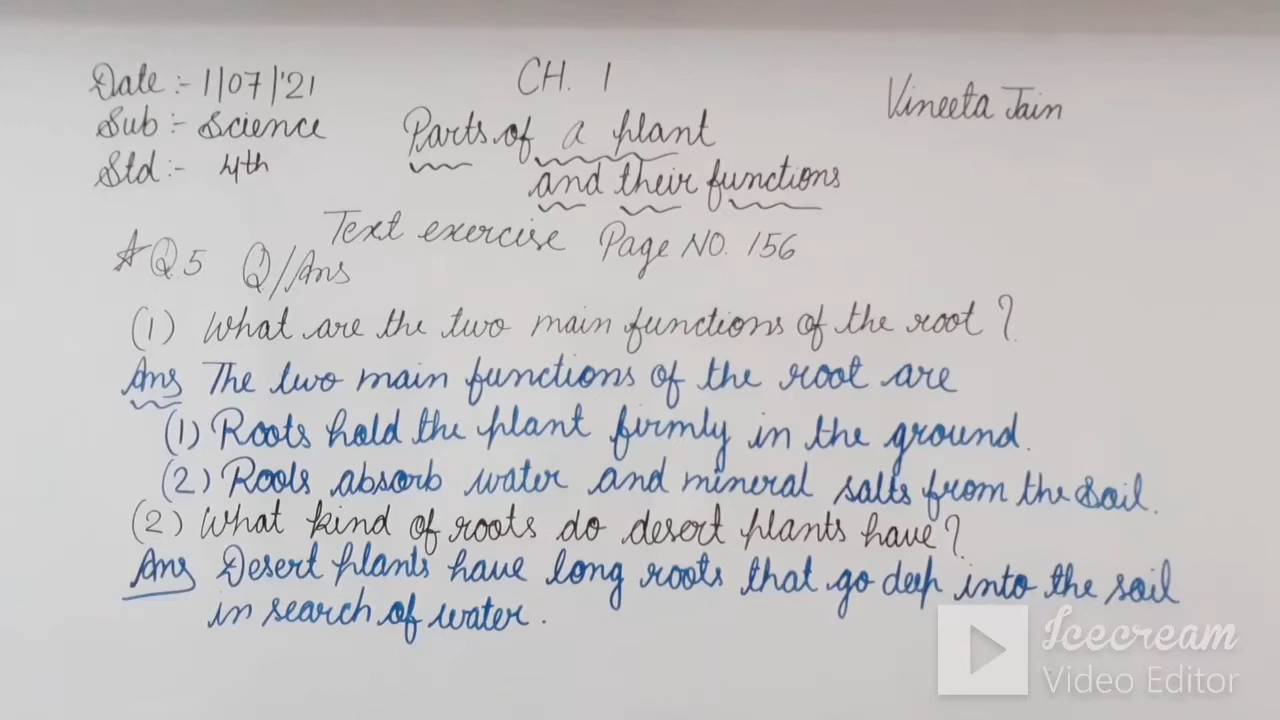 Date :- 1/07/'21
CH. 1
Vineeta Jain
Sub :- Science
Parts of a plant
Std :- 4th
and their functions
Text exercise Page NO. 156
* Q.5 Q/Ans
(1) What are the two main functions of the root ?
Ans The two main functions of the root are
(1) Roots hold the plant firmly in the ground.
(2) Roots absorb water and mineral salts from the soil.
(2) What kind of roots do desert plants have ?
Ans Desert plants have long roots that go deep into the soil
in search of water.
Icecream
Video Editor